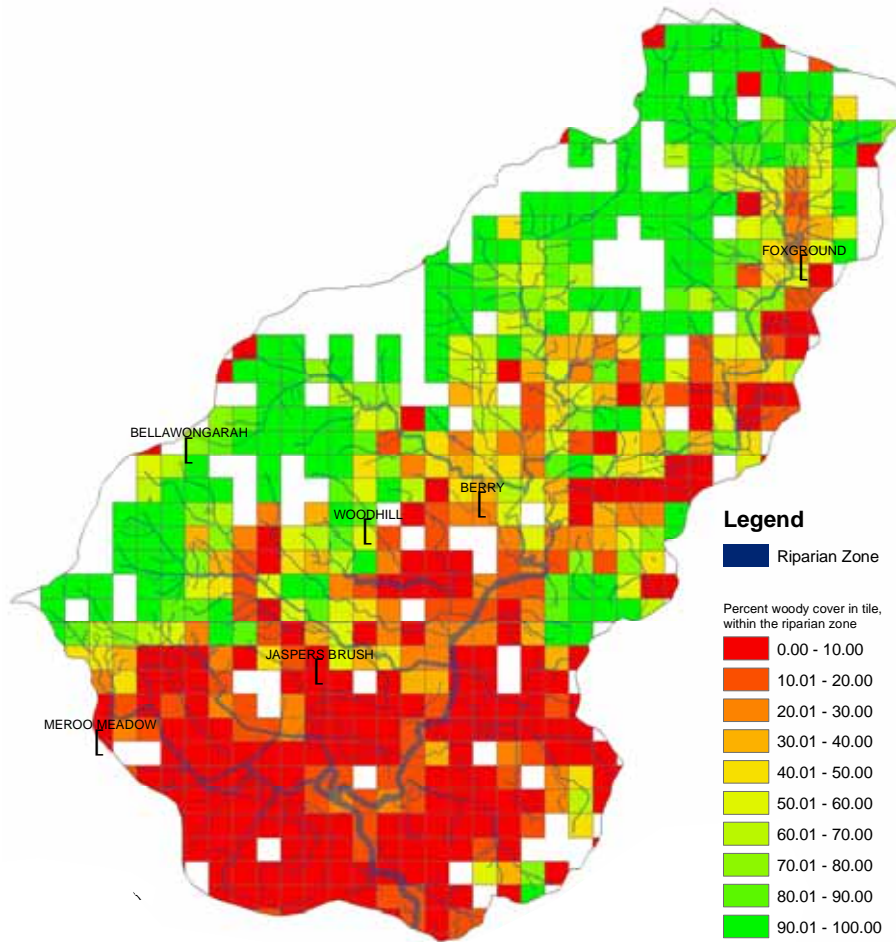 FOXGROUND
BELLAWONGARAH
BERRY
WOODHILL
JASPERS BRUSH
MEROO MEADOW
Legend
Riparian Zone
Percent woody cover in tile,
within the riparian zone
0.00 - 10.00
10.01 - 20.00
20.01 - 30.00
30.01 - 40.00
40.01 - 50.00
50.01 - 60.00
60.01 - 70.00
70.01 - 80.00
80.01 - 90.00
90.01 - 100.00